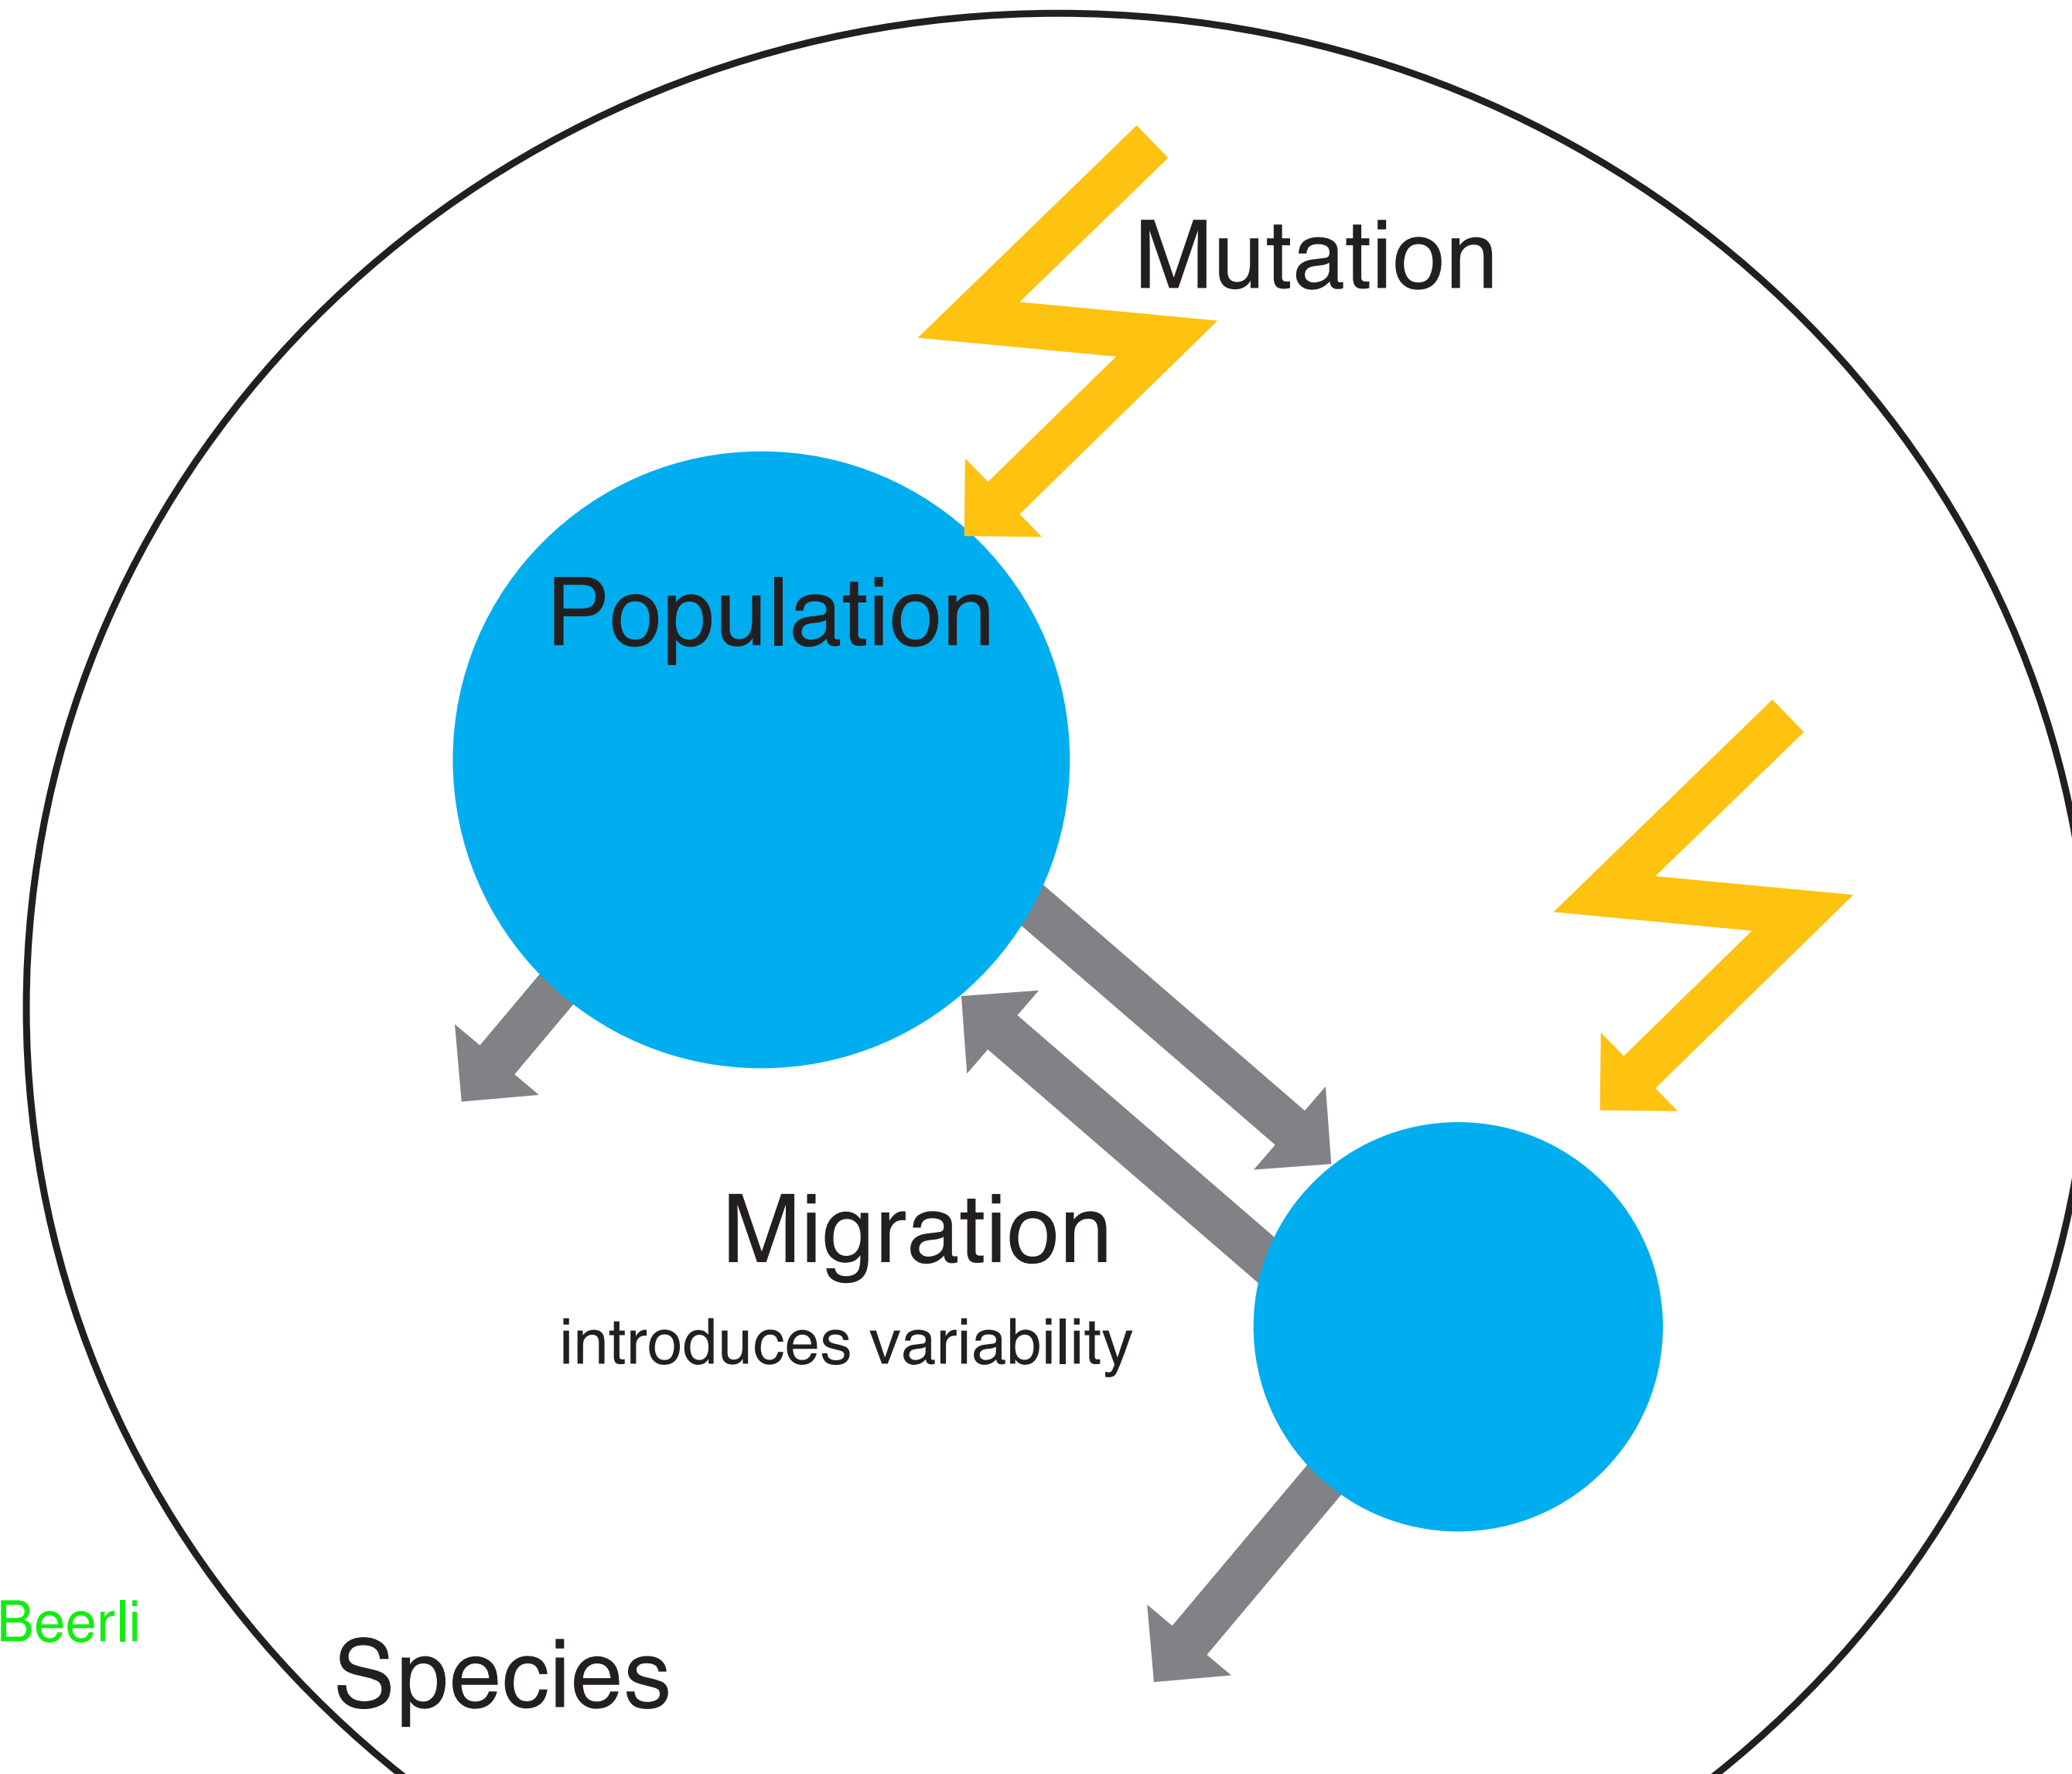 Mutation
Population
Migration
introduces variability
Beerli
Species